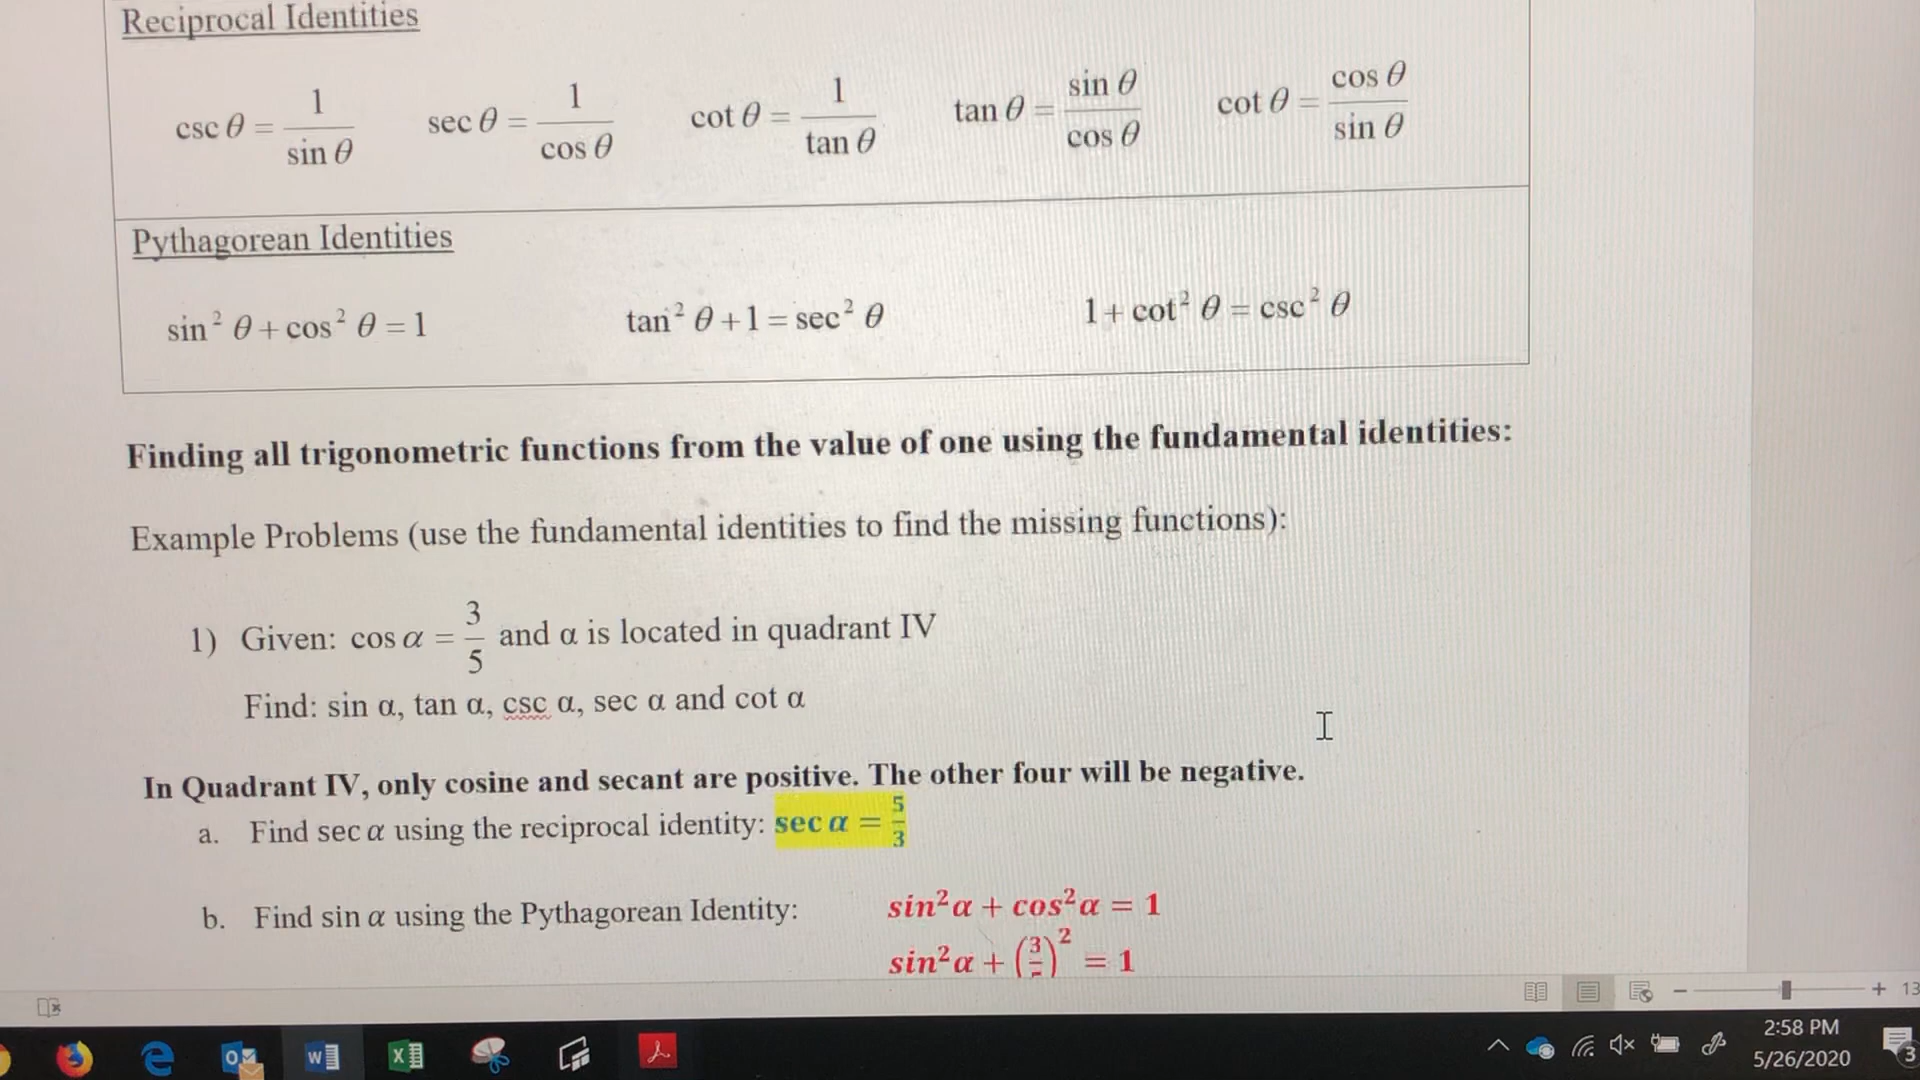 Reciprocal Identities
csc θ = 1/sin θ sec θ = 1/cos θ cot θ = 1/tan θ tan θ = sin θ/cos θ cot θ = cos θ/sin θ
Pythagorean Identities
sin² θ + cos² θ = 1 tan² θ + 1 = sec² θ 1 + cot² θ = csc² θ
Finding all trigonometric functions from the value of one using the fundamental identities:
Example Problems (use the fundamental identities to find the missing functions):
1) Given: cos α = 3/5 and α is located in quadrant IV
Find: sin α, tan α, csc α, sec α and cot α
In Quadrant IV, only cosine and secant are positive. The other four will be negative.
a. Find sec α using the reciprocal identity: sec α = 5/3
b. Find sin α using the Pythagorean Identity: sin²α + cos²α = 1
sin²α + (3/)² = 1
13
2:58 PM
5/26/2020
3